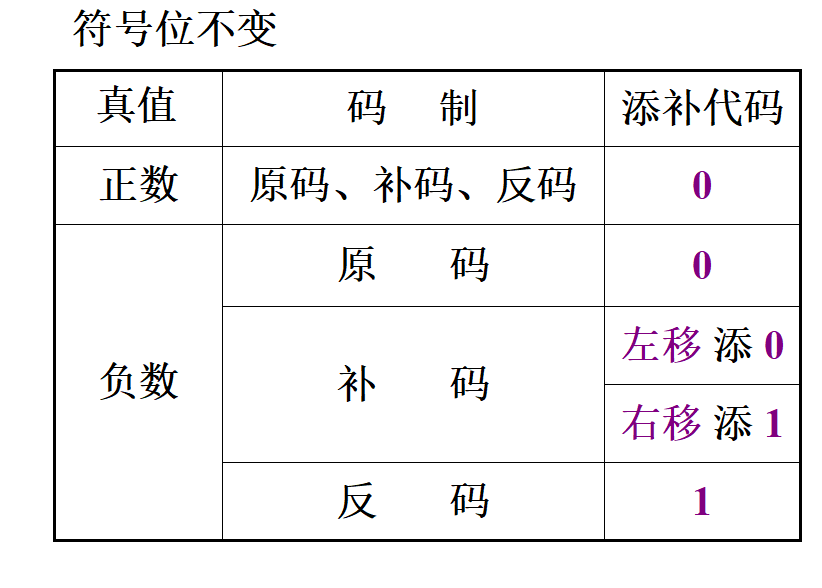 符号位不变
真值 码 制 添补代码
正数 原码、补码、反码 0
负数 原 码 0
补 码 左移 添 0
右移 添 1
反 码 1